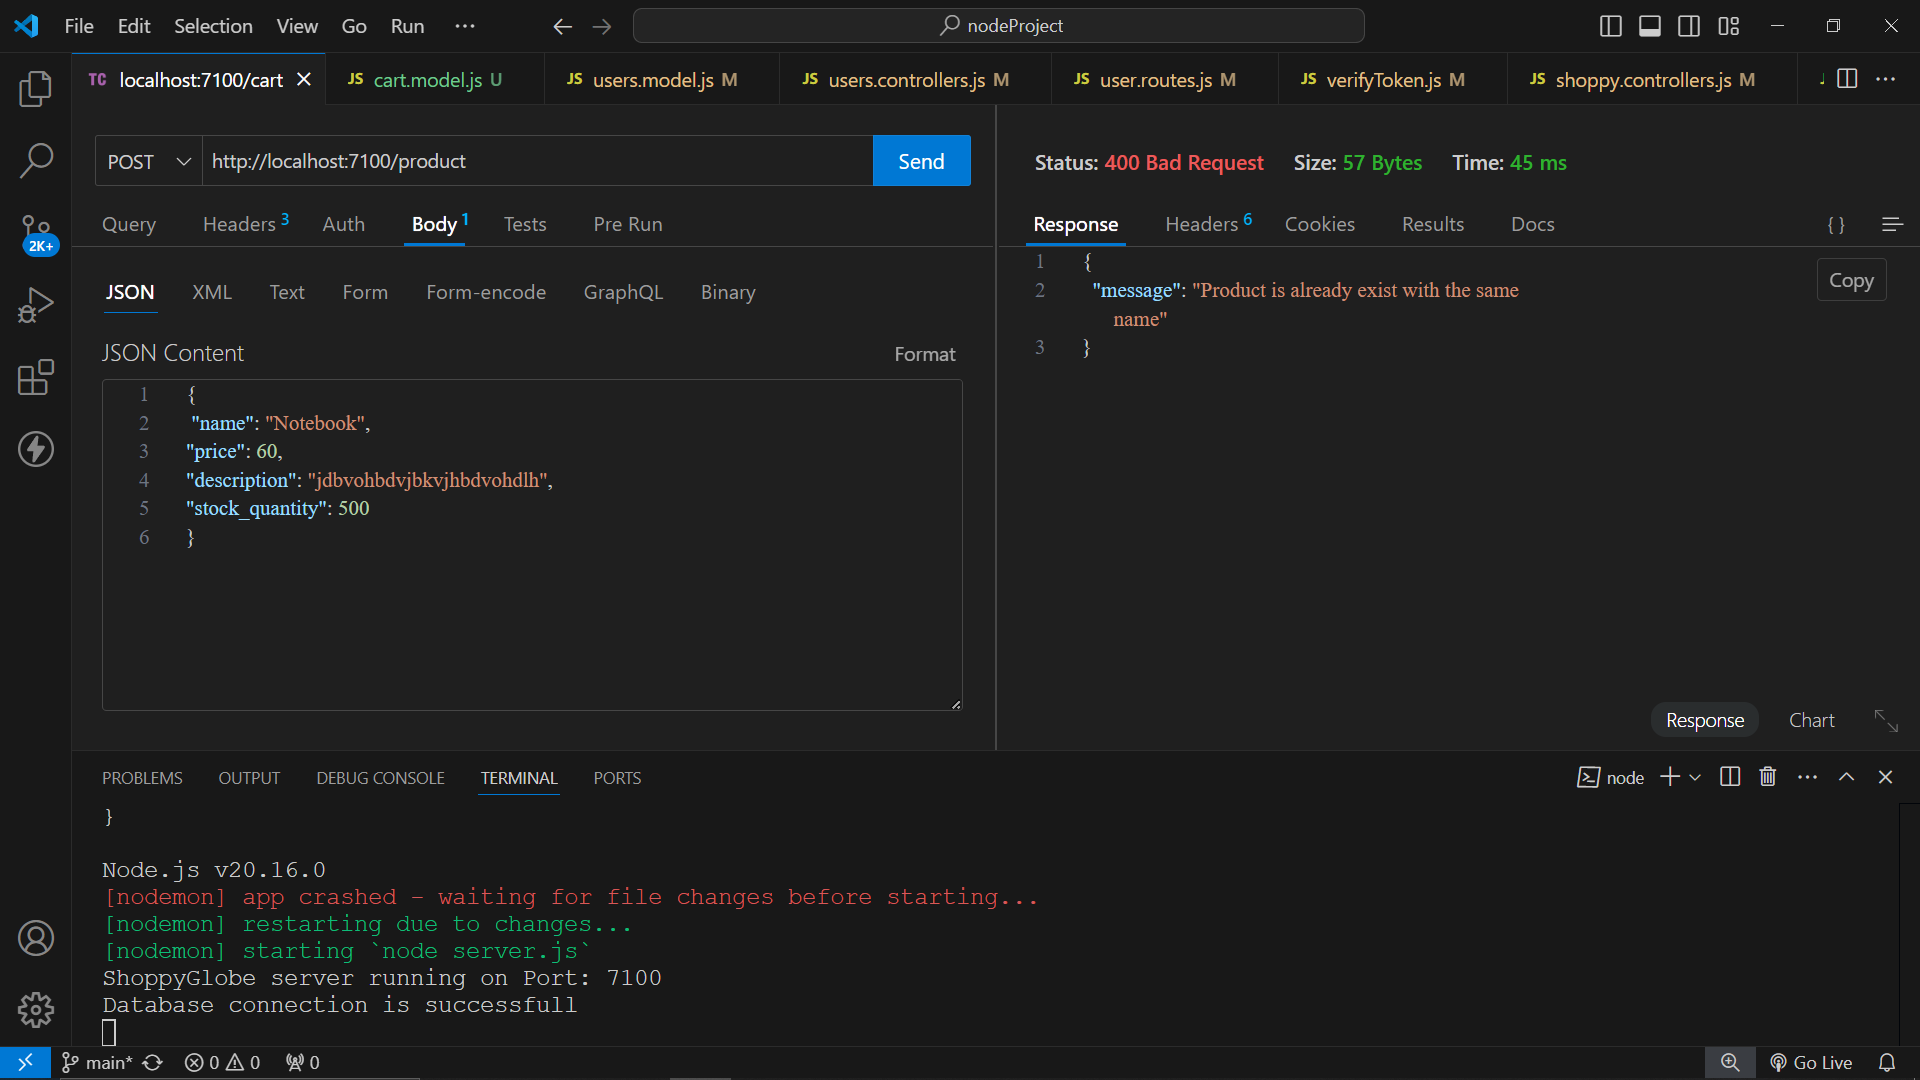 File Edit Selection View Go Run ··· nodeProject
TC localhost:7100/cart JS cart.model.js U JS users.model.js M JS users.controllers.js M JS user.routes.js M JS verifyToken.js M JS shoppy.controllers.js M
POST http://localhost:7100/product Send
Status: 400 Bad Request Size: 57 Bytes Time: 45 ms
Query Headers 3 Auth Body 1 Tests Pre Run
Response Headers 6 Cookies Results Docs { }
2K+
JSON XML Text Form Form-encode GraphQL Binary
JSON Content Format
1 {
2 "name": "Notebook",
3 "price": 60,
4 "description": "jdbvohbdvjbkvjhbdvohdlh",
5 "stock_quantity": 500
6 }
1 {
2 "message": "Product is already exist with the same
name"
3 }
Copy
Response Chart
PROBLEMS OUTPUT DEBUG CONSOLE TERMINAL PORTS node
}
Node.js v20.16.0
[nodemon] app crashed - waiting for file changes before starting...
[nodemon] restarting due to changes...
[nodemon] starting `node server.js`
ShoppyGlobe server running on Port: 7100
Database connection is successfull
main* 0 0 0 Go Live